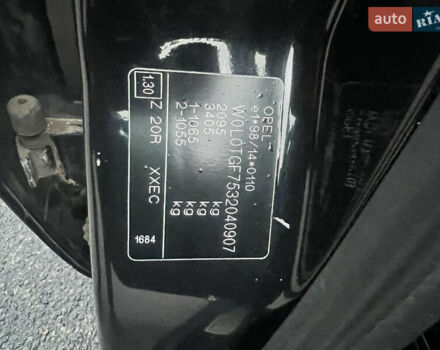 auto RIA
OPEL
e1*98/14*0110
W0L0TGF7532040907
2095 kg
3405 kg
1-1065 kg
2-1055 kg
1.30 Z 20R XXEC
1684